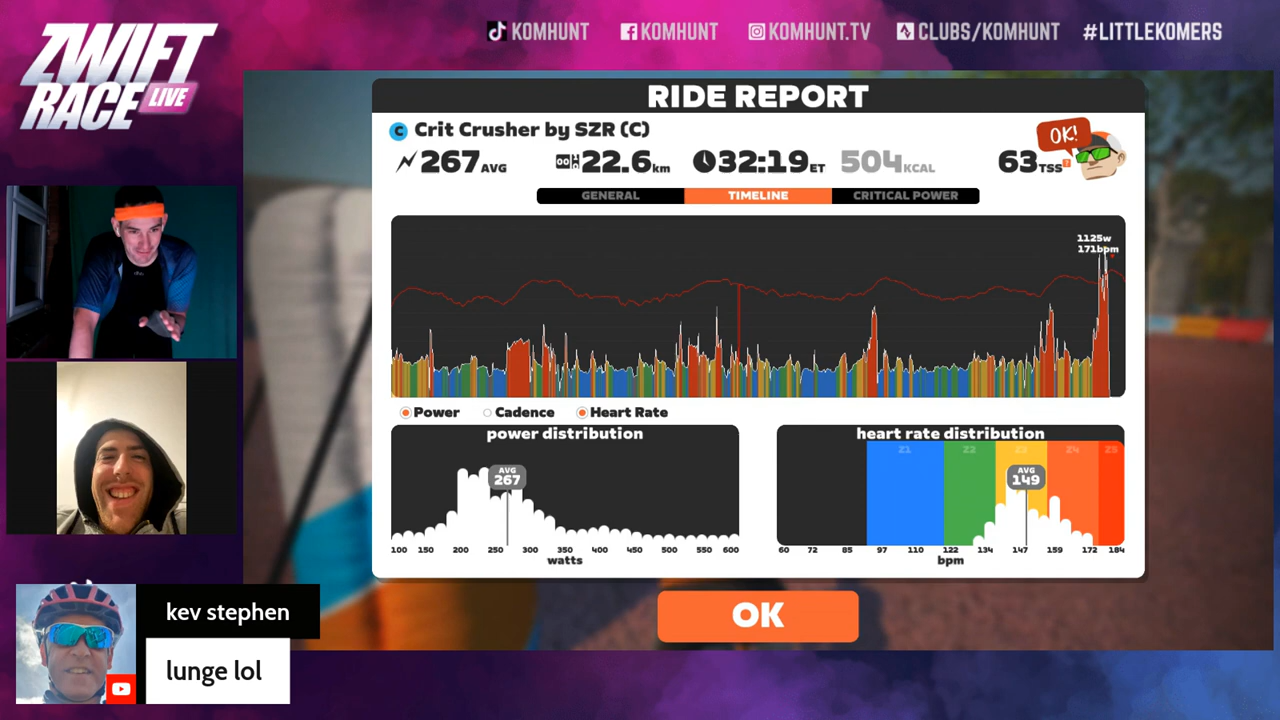 ZWIFT
RACE LIVE
KOMHUNT
KOMHUNT
KOMHUNT.TV
CLUBS/KOMHUNT
#LITTLEKOMERS
RIDE REPORT
C Crit Crusher by SZR (C)
OK!
267AVG
22.6km
32:19ET
504KCAL
63TSS
GENERAL
TIMELINE
CRITICAL POWER
1125w
171bpm
Power
Cadence
Heart Rate
power distribution
AVG
267
100 150 200 250 300 350 400 450 500 550 600
watts
heart rate distribution
Z1 Z2 Z3 Z4 Z5
AVG
149
60 72 85 97 110 122 134 147 159 172 184
bpm
OK
kev stephen
lunge lol